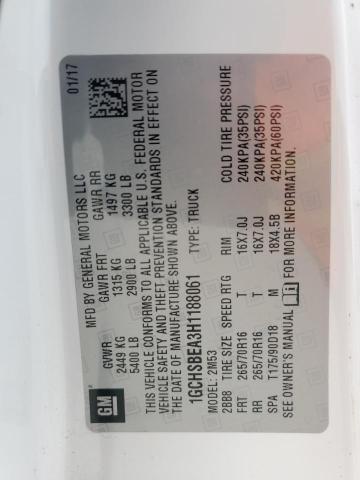 MFD BY GENERAL MOTORS LLC 01/17
GVWR GAWR FRT GAWR RR
2449 KG 1315 KG 1497 KG
5400 LB 2900 LB 3300 LB
THIS VEHICLE CONFORMS TO ALL APPLICABLE U.S. FEDERAL MOTOR
VEHICLE SAFETY AND THEFT PREVENTION STANDARDS IN EFFECT ON
THE DATE OF MANUFACTURE SHOWN ABOVE.
1GCHSBEA3H1188061 TYPE: TRUCK
MODEL: 2M53
2BB8 TIRE SIZE SPEED RTG RIM COLD TIRE PRESSURE
FRT 265/70R16 T 16X7.0J 240KPA(35PSI)
RR 265/70R16 T 16X7.0J 240KPA(35PSI)
SPA T175/90D18 M 18X4.5B 420KPA(60PSI)
SEE OWNER'S MANUAL FOR MORE INFORMATION.
GM